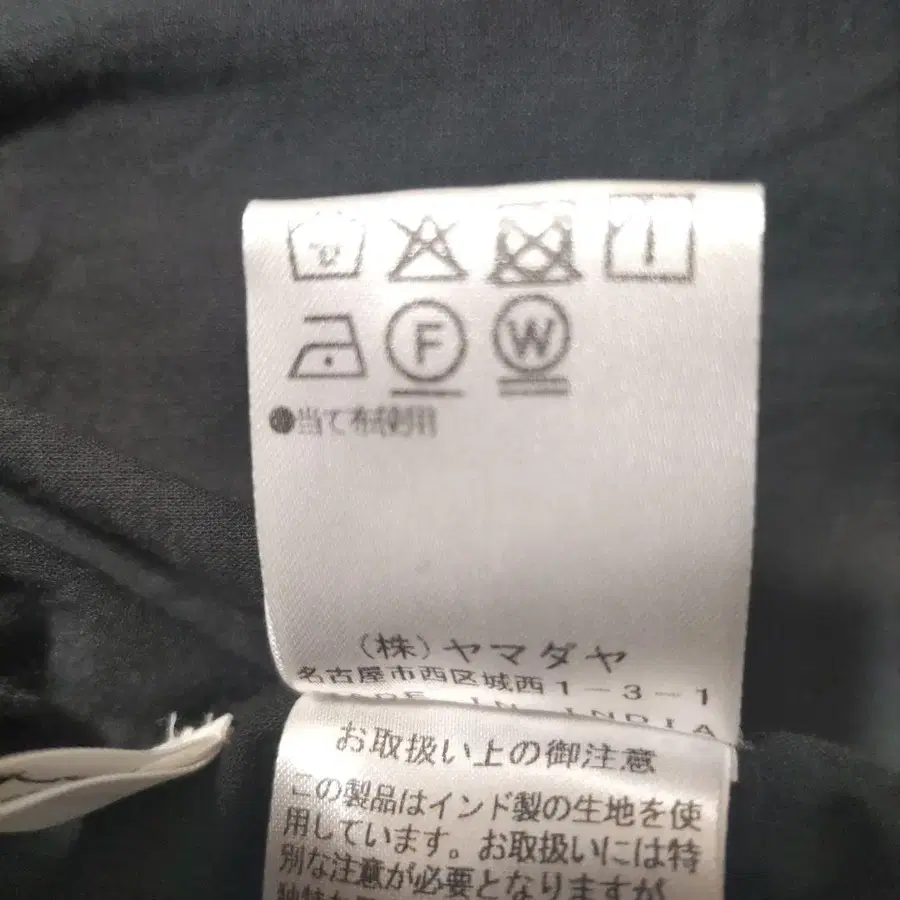 F W
●当て布使用
(株)ヤマダヤ
名古屋市西区城西1-3-1
MADE IN INDIA
お取扱い上の御注意
この製品はインド製の生地を使
用しています。お取扱いには特
別な注意が必要となりますが